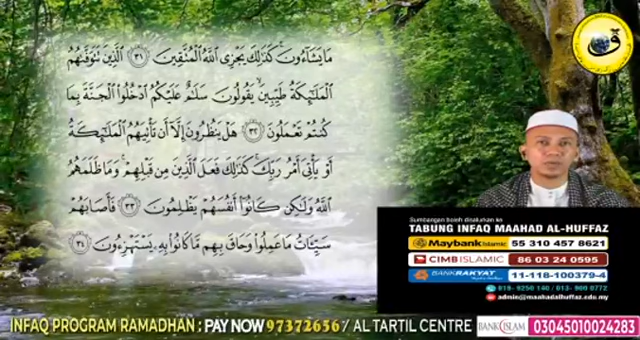 مَا يَشَآءُونَ ۚ كَذَٰلِكَ يَجْزِى ٱللَّهُ ٱلْمُتَّقِينَ ٣١ ٱلَّذِينَ تَتَوَفَّىٰهُمُ
ٱلْمَلَٰٓئِكَةُ طَيِّبِينَ ۙ يَقُولُونَ سَلَٰمٌ عَلَيْكُمُ ٱدْخُلُوا۟ ٱلْجَنَّةَ بِمَا
كُنتُمْ تَعْمَلُونَ ٣٢ هَلْ يَنظُرُونَ إِلَّآ أَن تَأْتِيَهُمُ ٱلْمَلَٰٓئِكَةُ
أَوْ يَأْتِىَ أَمْرُ رَبِّكَ ۚ كَذَٰلِكَ فَعَلَ ٱلَّذِينَ مِن قَبْلِهِمْ ۚ وَمَا ظَلَمَهُمُ
ٱللَّهُ وَلَٰكِن كَانُوٓا۟ أَنفُسَهُمْ يَظْلِمُونَ ٣٣ فَأَصَابَهُمْ
سَيِّـَٔاتُ مَا عَمِلُوا۟ وَحَاقَ بِهِم مَّا كَانُوا۟ بِهِۦ يَسْتَهْزِءُونَ ٣٤
Sumbangan boleh disalurkan ke
TABUNG INFAQ MAAHAD AL-HUFFAZ
Maybank Islamic 55 310 457 8621
CIMB ISLAMIC 86 03 24 0595
BANK RAKYAT 11-118-100379-4
admin@maahadalhuffaz.edu.my
INFAQ PROGRAM RAMADHAN : PAY NOW 97372656 / AL TARTIL CENTRE BANK ISLAM 03045010024283